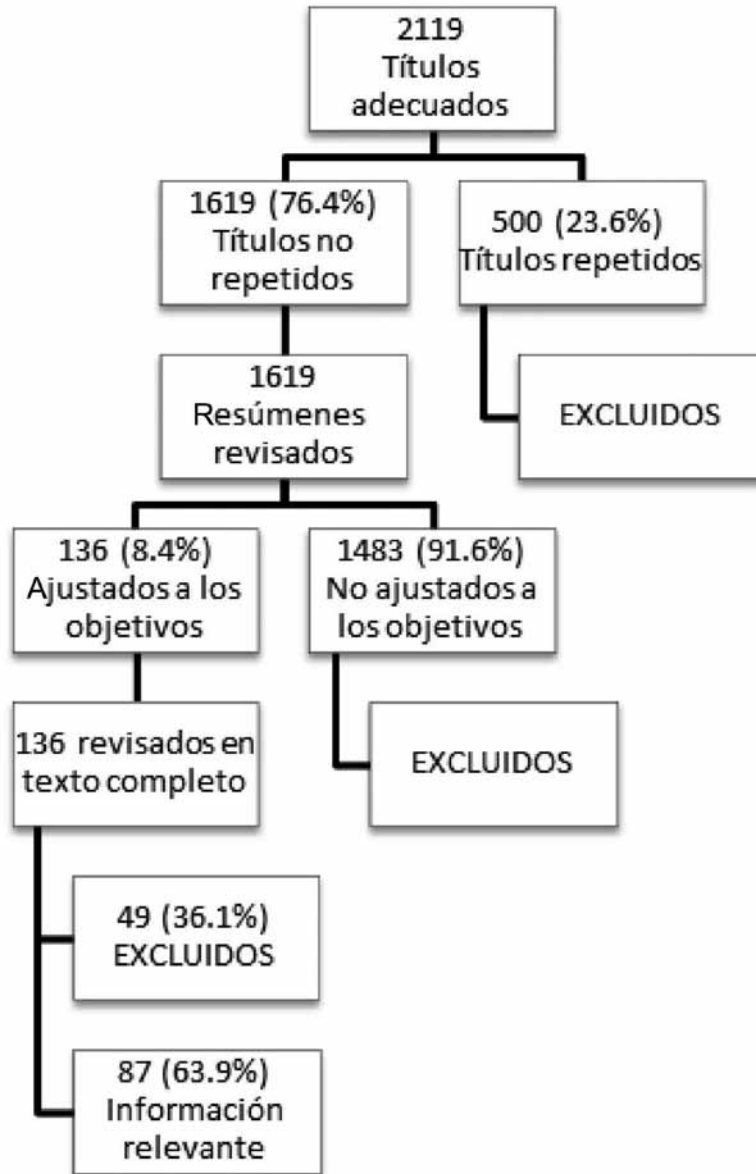 2119
Títulos
adecuados
1619 (76.4%)
Títulos no
repetidos
500 (23.6%)
Títulos repetidos
1619
Resúmenes
revisados
EXCLUIDOS
136 (8.4%)
Ajustados a los
objetivos
1483 (91.6%)
No ajustados a
los objetivos
136 revisados en
texto completo
EXCLUIDOS
49 (36.1%)
EXCLUIDOS
87 (63.9%)
Información
relevante